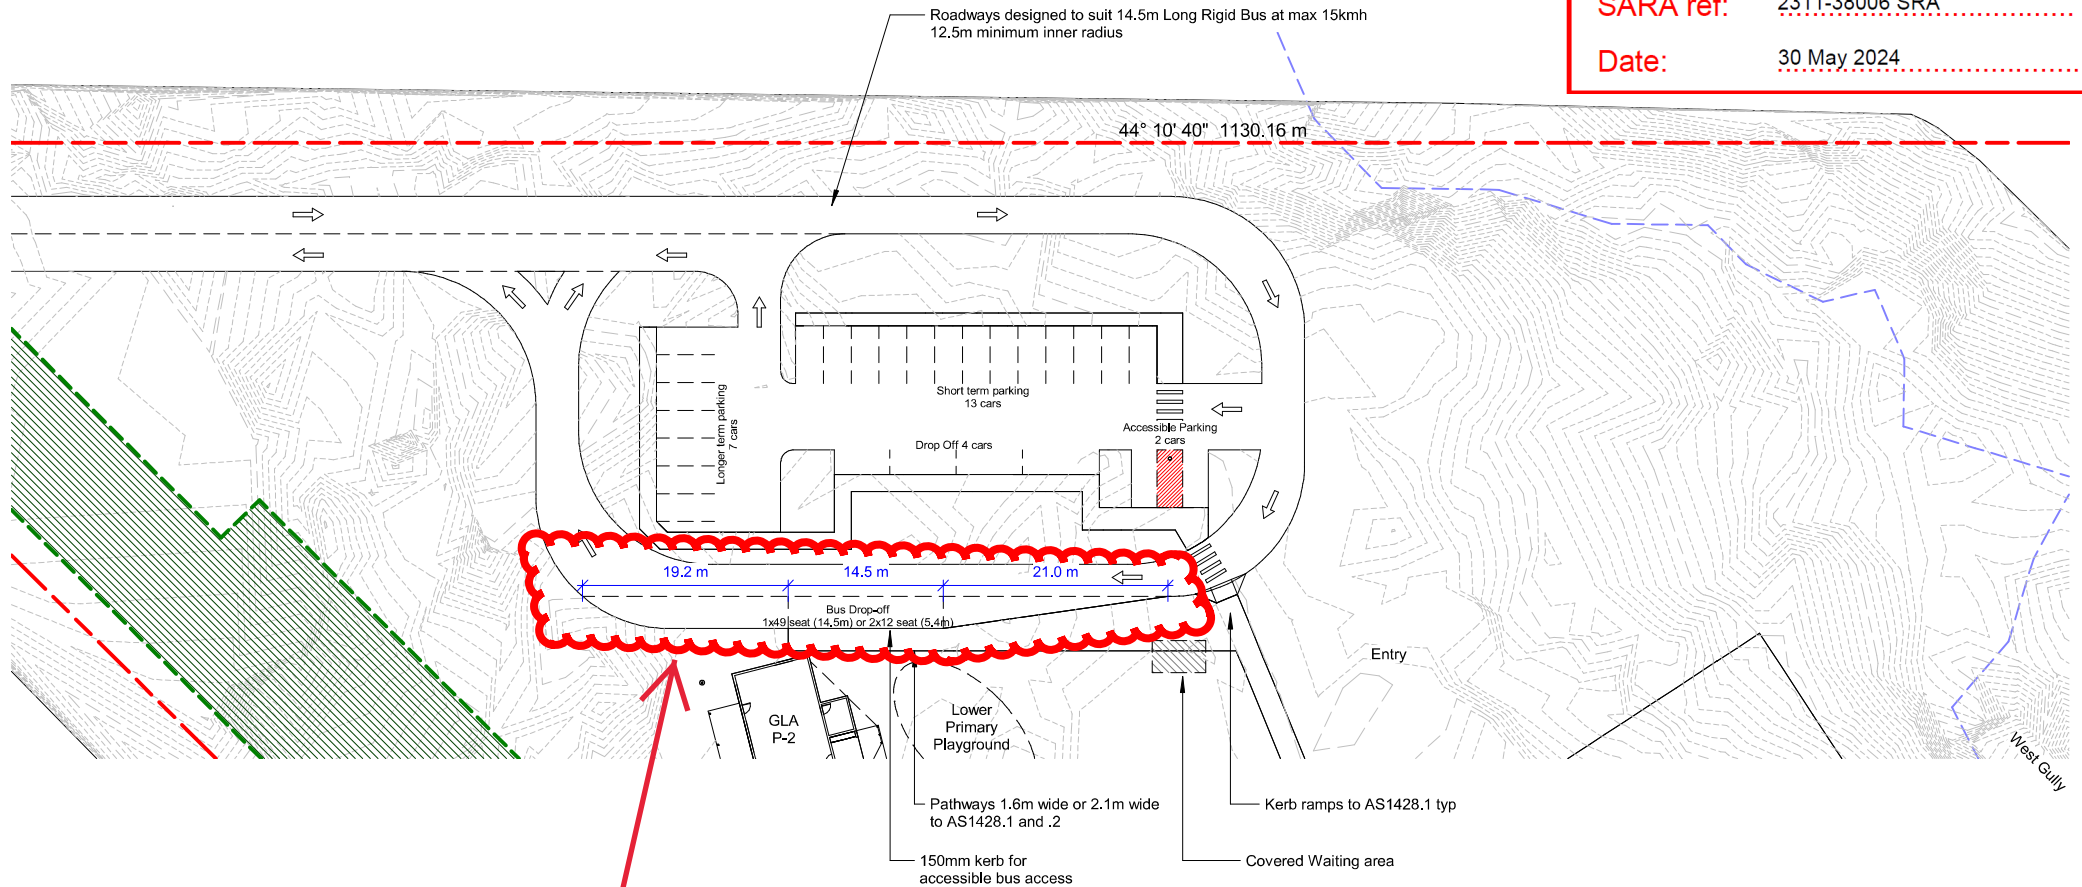 Roadways designed to suit 14.5m Long Rigid Bus at max 15kmh
12.5m minimum inner radius
SARA ref: 2311-38006 SRA
Date: 30 May 2024
44° 10' 40" 1130.16 m
Short term parking
13 cars
Longer term parking
7 cars
Drop Off 4 cars
Accessible Parking
2 cars
19.2 m
14.5 m
21.0 m
Bus Drop-off
1x49 seat (14.5m) or 2x12 seat (5.4m)
Entry
GLA
P-2
Lower
Primary
Playground
West Gully
Pathways 1.6m wide or 2.1m wide
to AS1428.1 and .2
Kerb ramps to AS1428.1 typ
150mm kerb for
accessible bus access
Covered Waiting area